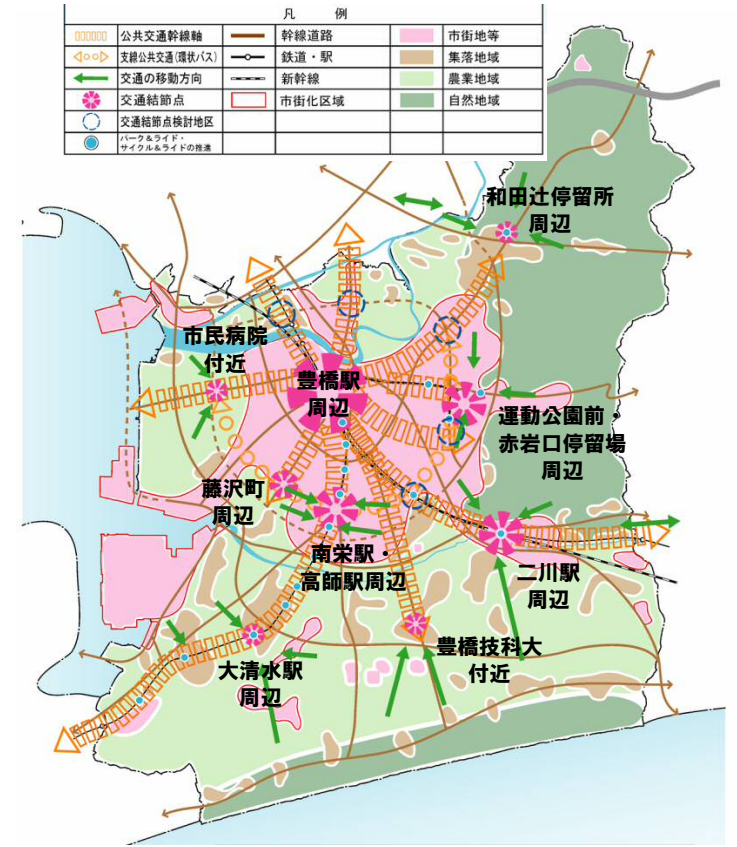 凡 例
公共交通幹線軸
幹線道路
市街地等
支線公共交通(環状バス)
鉄道・駅
集落地域
交通の移動方向
新幹線
農業地域
交通結節点
市街化区域
自然地域
交通結節点検討地区
パーク&ライド・
サイクル&ライドの推進
和田辻停留所
周辺
市民病院
付近
豊橋駅
周辺
運動公園前・
赤岩口停留場
周辺
藤沢町
周辺
南栄駅・
高師駅周辺
二川駅
周辺
豊橋技科大
付近
大清水駅
周辺